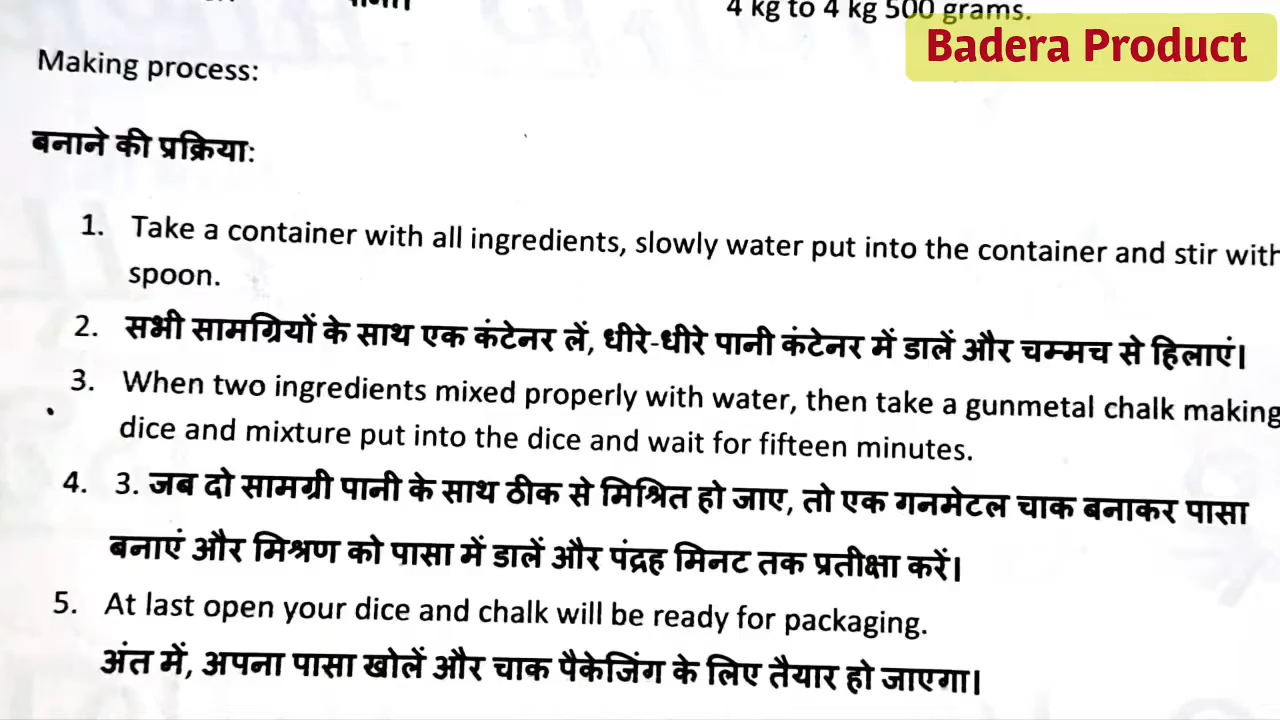 4 kg to 4 kg 500 grams.
Badera Product
Making process:
बनाने की प्रक्रिया:
1. Take a container with all ingredients, slowly water put into the container and stir with
spoon.
2. सभी सामग्रियों के साथ एक कंटेनर लें, धीरे-धीरे पानी कंटेनर में डालें और चम्मच से हिलाएं।
3. When two ingredients mixed properly with water, then take a gunmetal chalk making
dice and mixture put into the dice and wait for fifteen minutes.
4. 3. जब दो सामग्री पानी के साथ ठीक से मिश्रित हो जाए, तो एक गनमेटल चाक बनाकर पासा
बनाएं और मिश्रण को पासा में डालें और पंद्रह मिनट तक प्रतीक्षा करें।
5. At last open your dice and chalk will be ready for packaging.
अंत में, अपना पासा खोलें और चाक पैकेजिंग के लिए तैयार हो जाएगा।